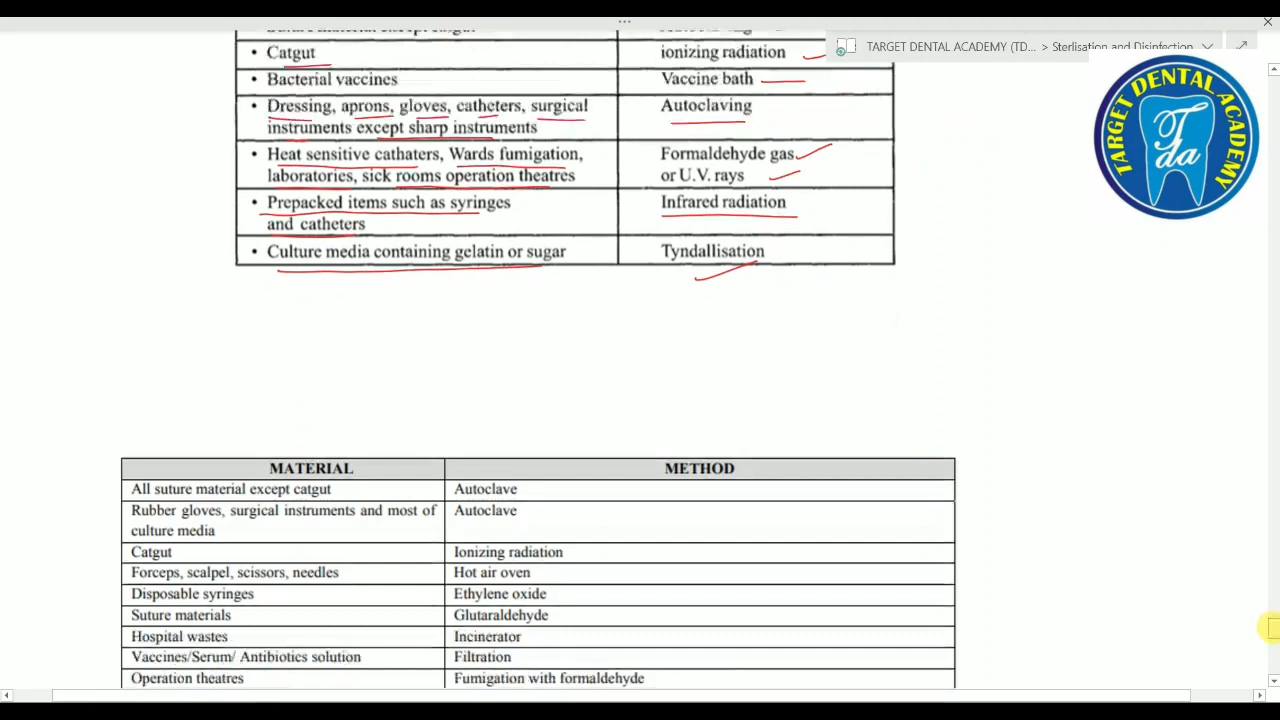 ...
TARGET DENTAL ACADEMY (TD... > Sterlisation and Disinfection
• Catgut ionizing radiation
• Bacterial vaccines Vaccine bath
• Dressing, aprons, gloves, catheters, surgical Autoclaving
instruments except sharp instruments
• Heat sensitive cathaters, Wards fumigation, Formaldehyde gas
laboratories, sick rooms operation theatres or U.V. rays
• Prepacked items such as syringes Infrared radiation
and catheters
• Culture media containing gelatin or sugar Tyndallisation
TARGET DENTAL ACADEMY
Tda
MATERIAL METHOD
All suture material except catgut Autoclave
Rubber gloves, surgical instruments and most of Autoclave
culture media
Catgut Ionizing radiation
Forceps, scalpel, scissors, needles Hot air oven
Disposable syringes Ethylene oxide
Suture materials Glutaraldehyde
Hospital wastes Incinerator
Vaccines/Serum/ Antibiotics solution Filtration
Operation theatres Fumigation with formaldehyde